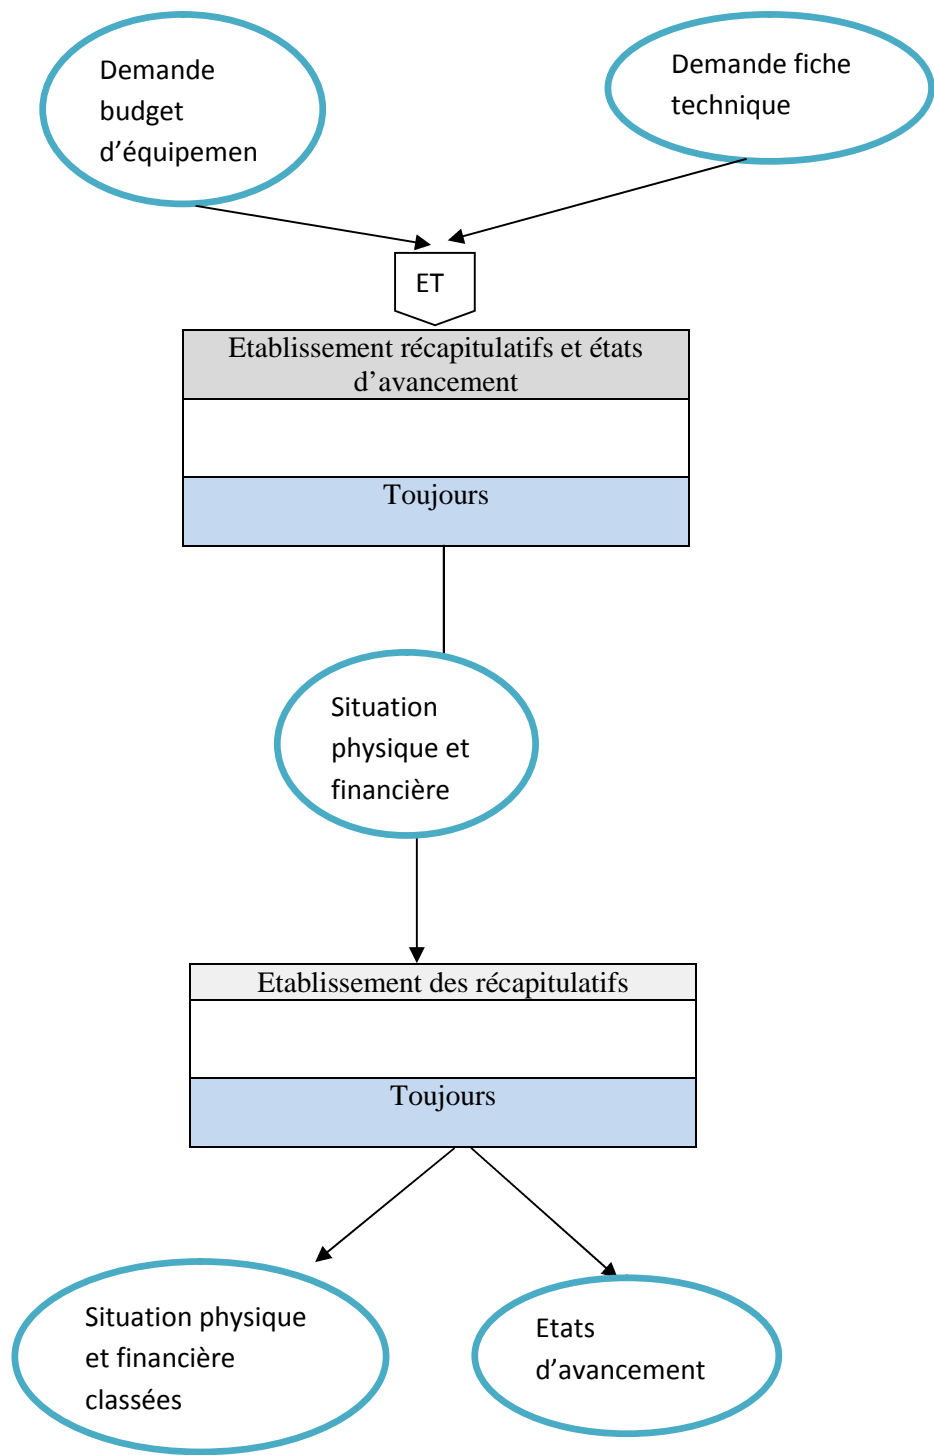 Demande
budget
d’équipemen
Demande fiche
technique
ET
Etablissement récapitulatifs et états
d’avancement
Toujours
Situation
physique et
financière
Etablissement des récapitulatifs
Toujours
Situation physique
et financière
classées
Etats
d’avancement